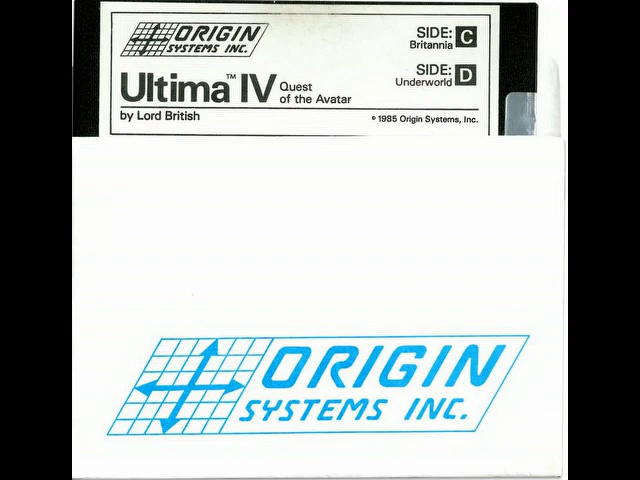 ORIGIN
SYSTEMS INC.
SIDE: C
Britannia
SIDE: D
Underworld
Ultima™ IV Quest
of the Avatar
by Lord British
© 1985 Origin Systems, Inc.
ORIGIN
SYSTEMS INC.